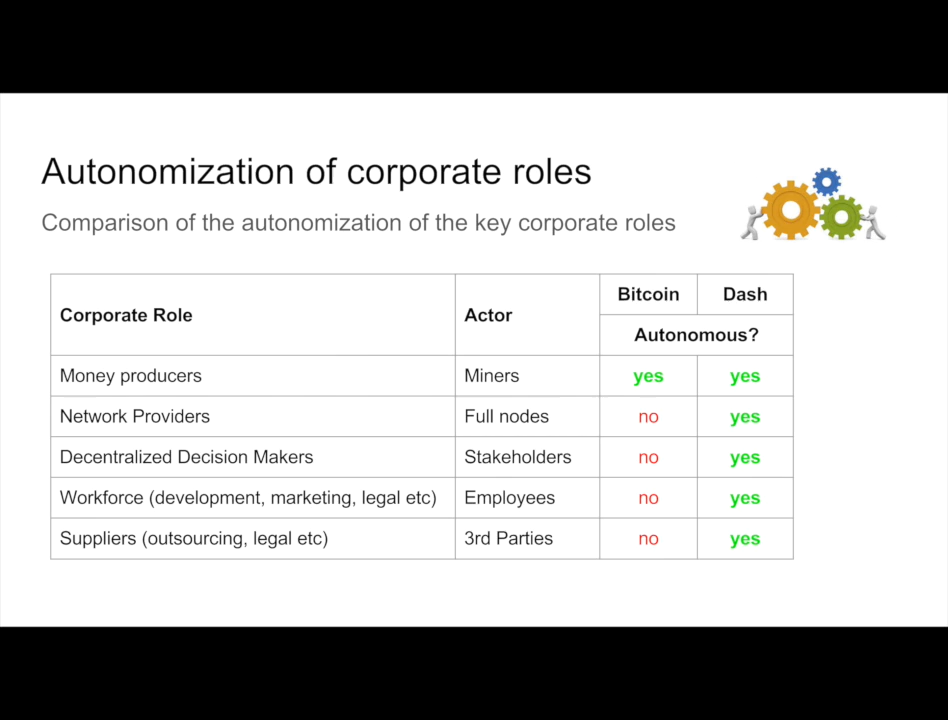 Autonomization of corporate roles
Comparison of the autonomization of the key corporate roles
Corporate Role Actor Bitcoin Dash
Autonomous?
Money producers Miners yes yes
Network Providers Full nodes no yes
Decentralized Decision Makers Stakeholders no yes
Workforce (development, marketing, legal etc) Employees no yes
Suppliers (outsourcing, legal etc) 3rd Parties no yes